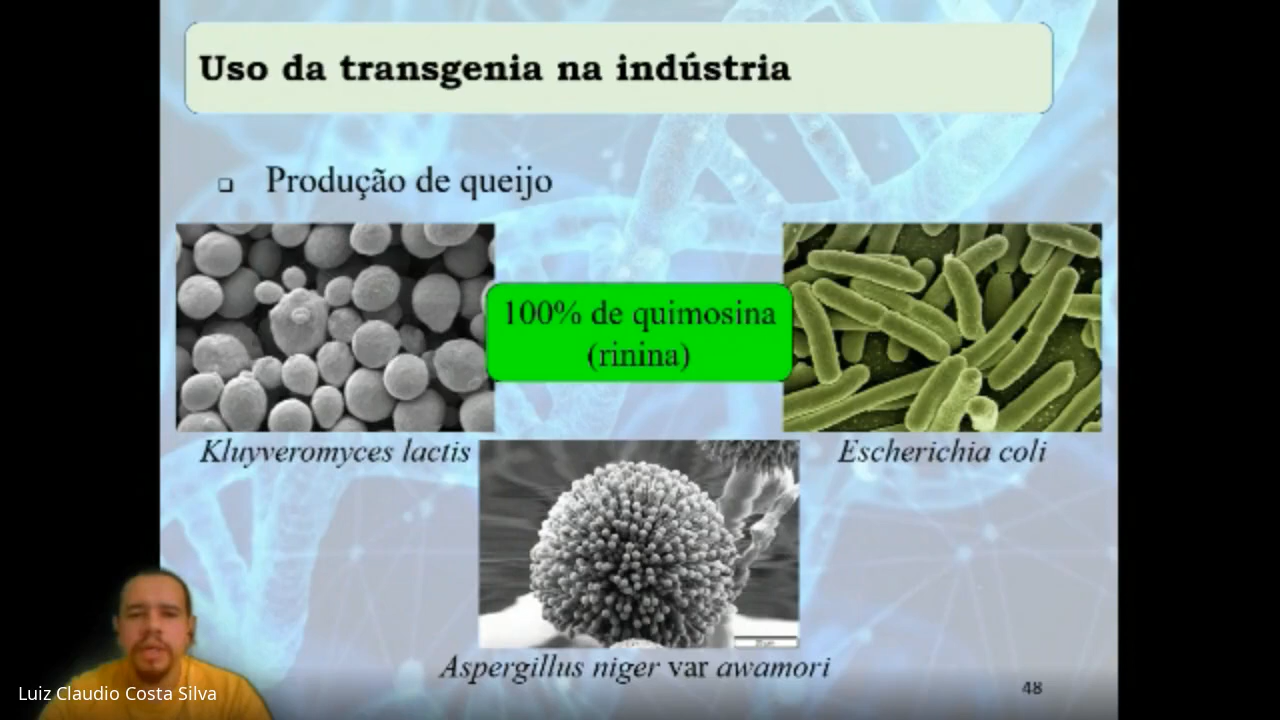 Uso da transgenia na indústria
Produção de queijo
100% de quimosina
(rinina)
Kluyveromyces lactis
Escherichia coli
Aspergillus niger var awamori
Luiz Claudio Costa Silva
48